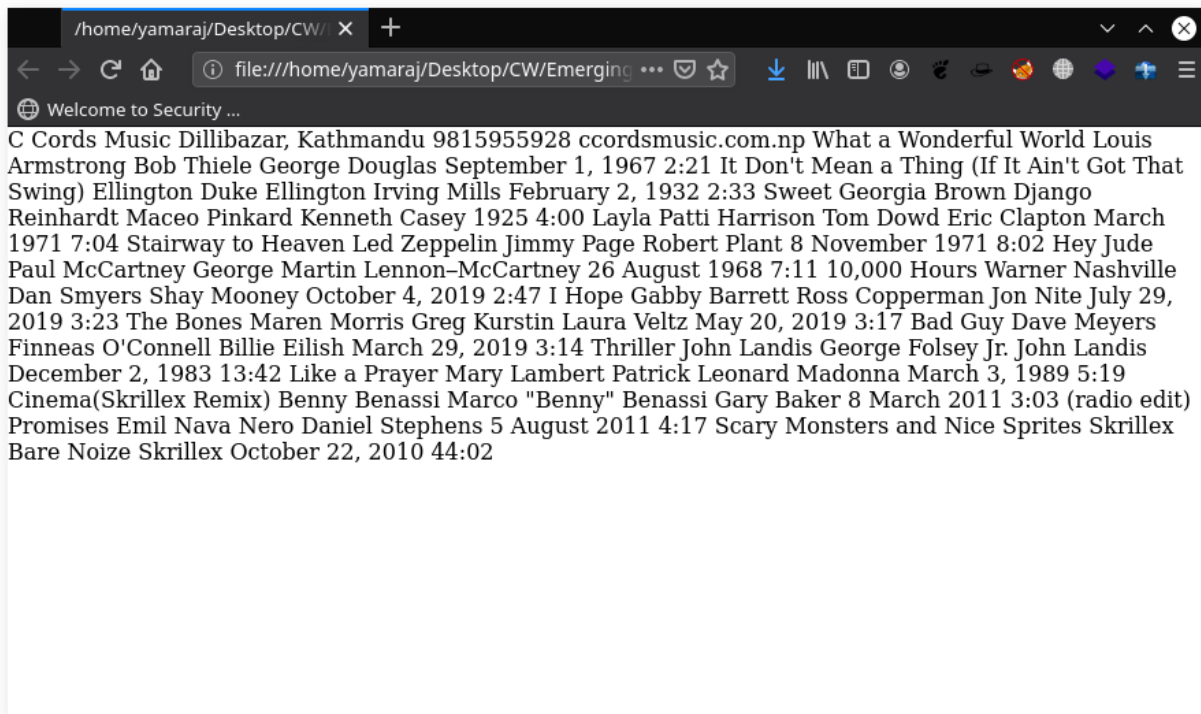 /home/yamaraj/Desktop/CW/
file:///home/yamaraj/Desktop/CW/Emerging
Welcome to Security ...
C Cords Music Dillibazar, Kathmandu 9815955928 ccordsmusic.com.np What a Wonderful World Louis
Armstrong Bob Thiele George Douglas September 1, 1967 2:21 It Don't Mean a Thing (If It Ain't Got That
Swing) Ellington Duke Ellington Irving Mills February 2, 1932 2:33 Sweet Georgia Brown Django
Reinhardt Maceo Pinkard Kenneth Casey 1925 4:00 Layla Patti Harrison Tom Dowd Eric Clapton March
1971 7:04 Stairway to Heaven Led Zeppelin Jimmy Page Robert Plant 8 November 1971 8:02 Hey Jude
Paul McCartney George Martin Lennon–McCartney 26 August 1968 7:11 10,000 Hours Warner Nashville
Dan Smyers Shay Mooney October 4, 2019 2:47 I Hope Gabby Barrett Ross Copperman Jon Nite July 29,
2019 3:23 The Bones Maren Morris Greg Kurstin Laura Veltz May 20, 2019 3:17 Bad Guy Dave Meyers
Finneas O'Connell Billie Eilish March 29, 2019 3:14 Thriller John Landis George Folsey Jr. John Landis
December 2, 1983 13:42 Like a Prayer Mary Lambert Patrick Leonard Madonna March 3, 1989 5:19
Cinema(Skrillex Remix) Benny Benassi Marco "Benny" Benassi Gary Baker 8 March 2011 3:03 (radio edit)
Promises Emil Nava Nero Daniel Stephens 5 August 2011 4:17 Scary Monsters and Nice Sprites Skrillex
Bare Noize Skrillex October 22, 2010 44:02